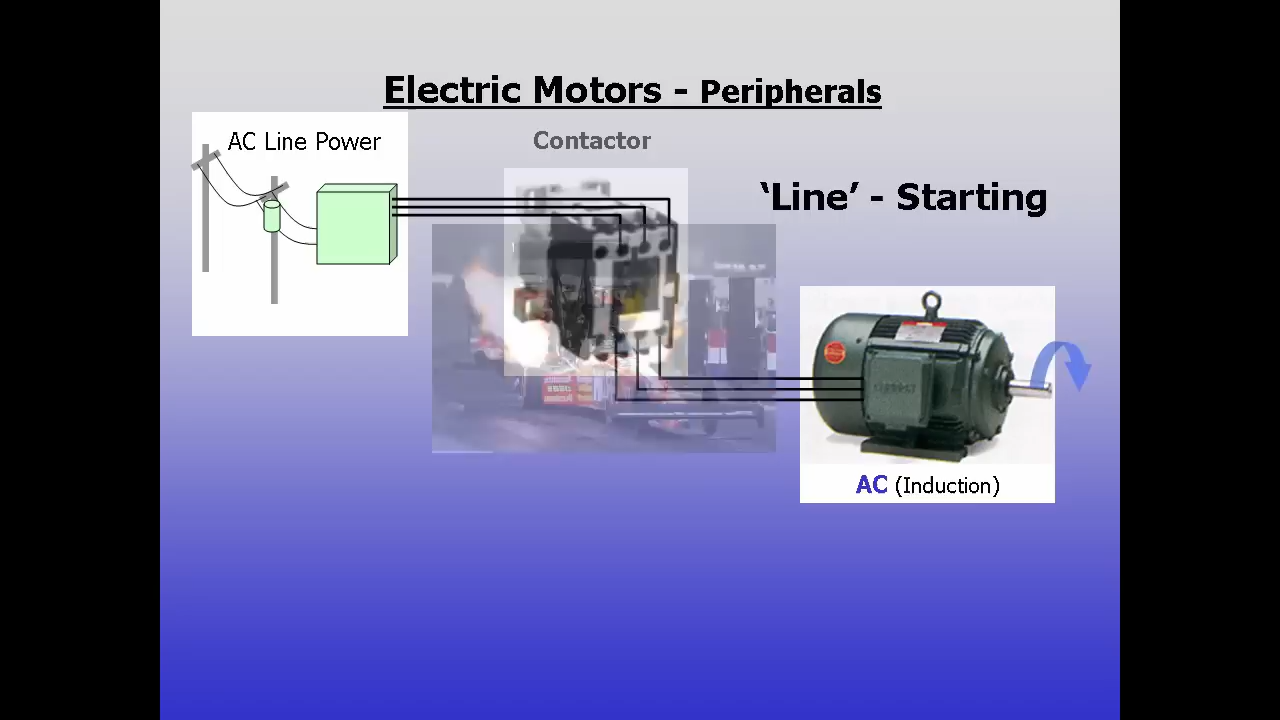 Electric Motors - Peripherals
AC Line Power
Contactor
‘Line’ - Starting
AC (Induction)